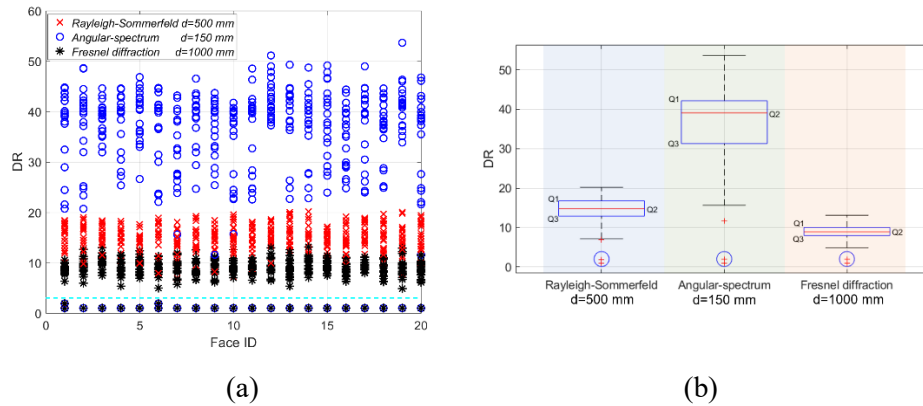 60
50
40
30
20
10
0
DR
Rayleigh-Sommerfeld d=500 mm
Angular-spectrum d=150 mm
Fresnel diffraction d=1000 mm
0 5 10 15 20
Face ID
(a)
50
40
30
20
10
0
DR
Q1
Q2
Q3
Q1
Q2
Q3
Q1
Q2
Q3
Rayleigh-Sommerfeld Angular-spectrum Fresnel diffraction
d=500 mm d=150 mm d=1000 mm
(b)